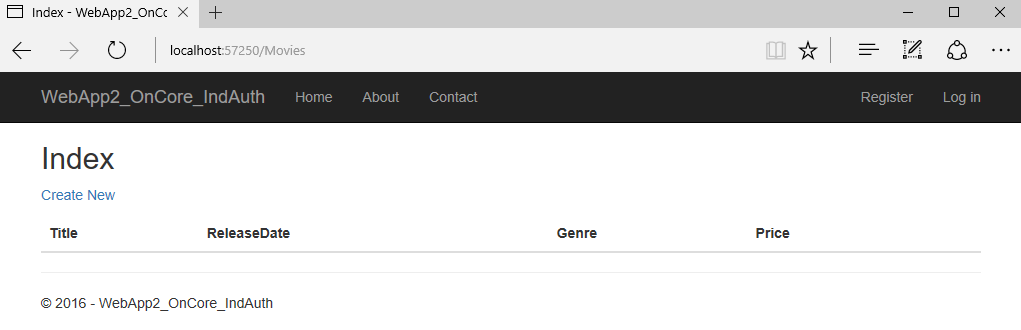 Index - WebApp2_OnCo
localhost:57250/Movies
WebApp2_OnCore_IndAuth Home About Contact Register Log in
Index
Create New
Title ReleaseDate Genre Price
© 2016 - WebApp2_OnCore_IndAuth